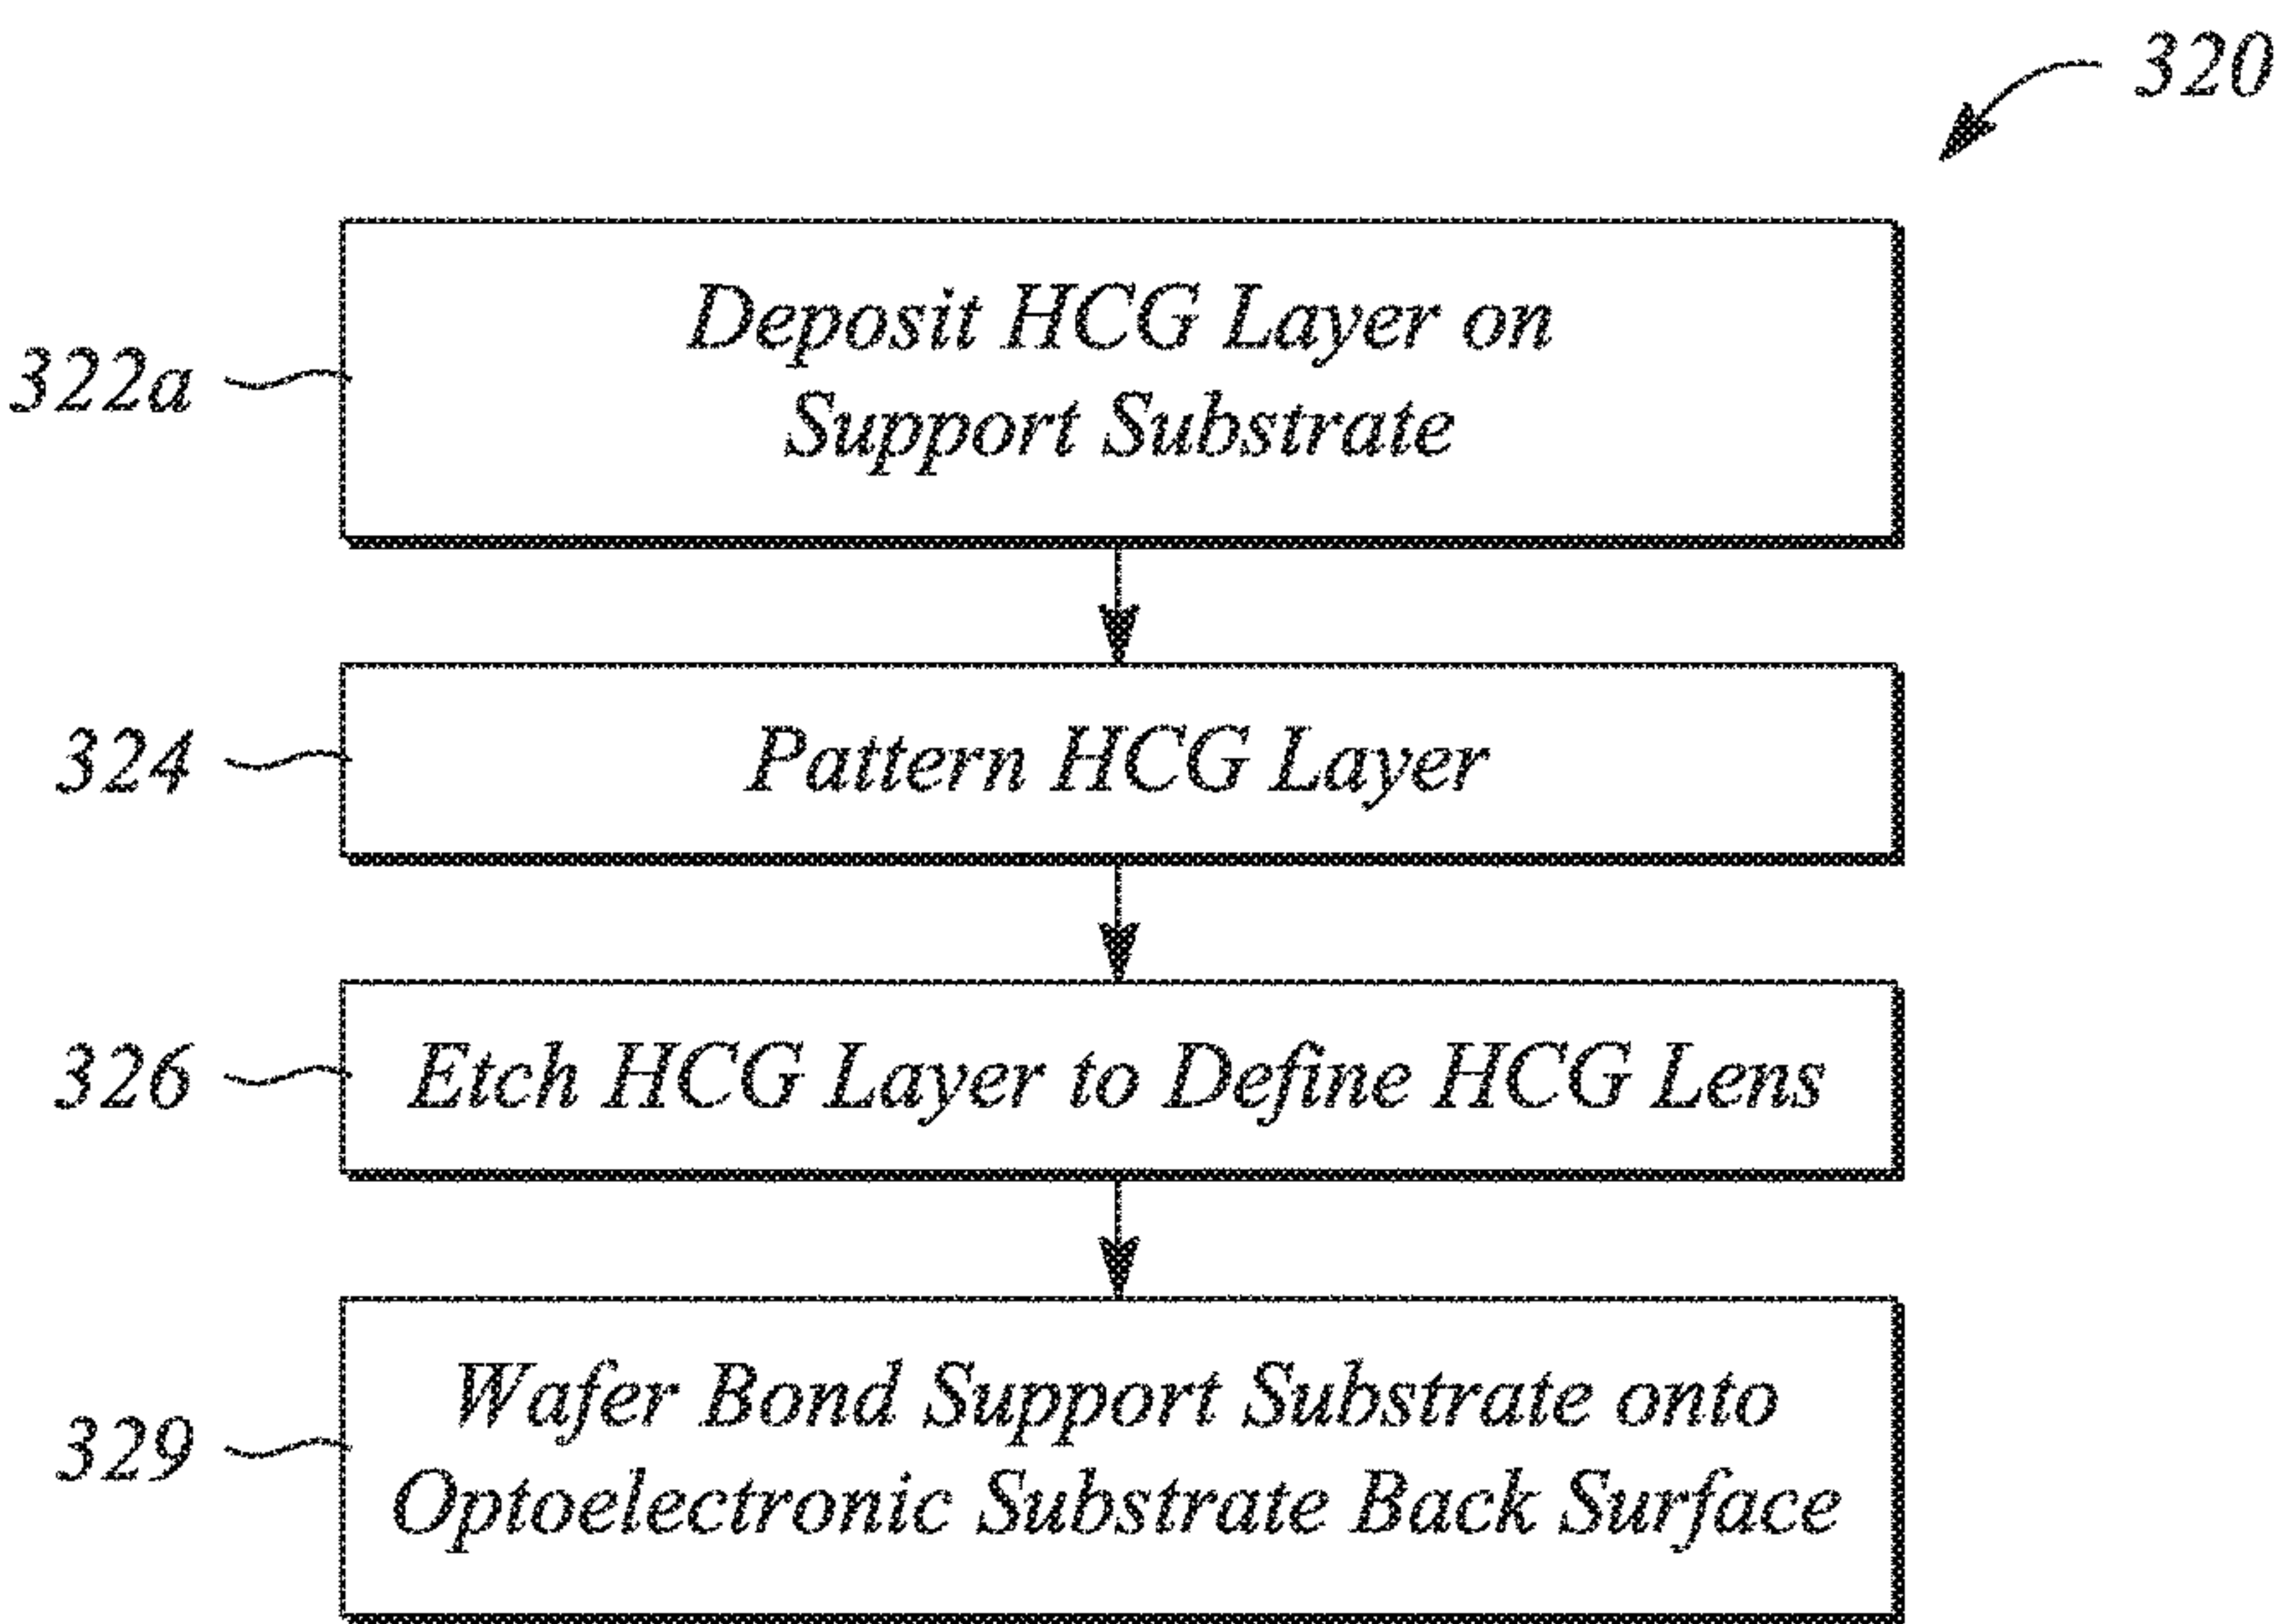 320
322a
Deposit HCG Layer on
Support Substrate
324
Pattern HCG Layer
326
Etch HCG Layer to Define HCG Lens
329
Wafer Bond Support Substrate onto
Optoelectronic Substrate Back Surface